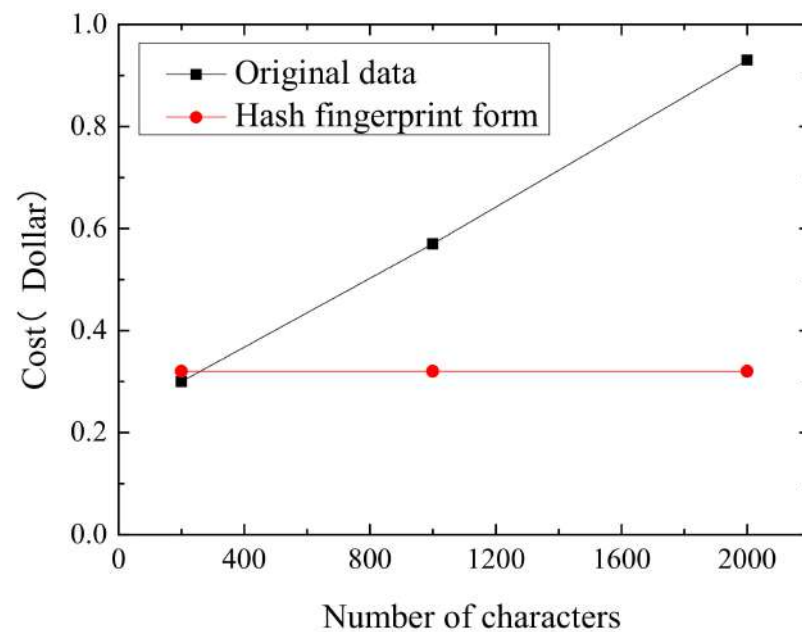 1.0
0.8
0.6
0.4
0.2
0.0
Cost( Dollar)
Original data
Hash fingerprint form
0 400 800 1200 1600 2000
Number of characters